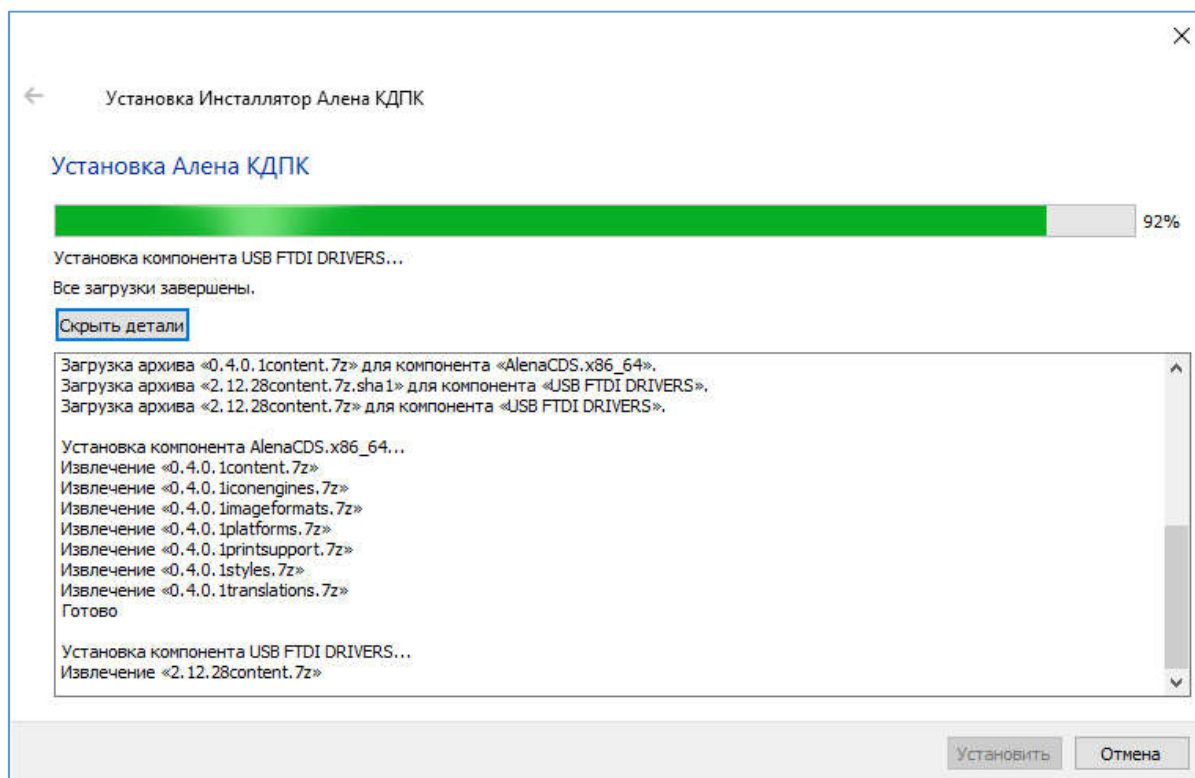 Установка Инсталлятор Алена КДПК
Установка Алена КДПК
92%
Установка компонента USB FTDI DRIVERS...
Все загрузки завершены.
Скрыть детали
Загрузка архива «0.4.0.1content.7z» для компонента «AlenaCDS.x86_64».
Загрузка архива «2.12.28content.7z.sha1» для компонента «USB FTDI DRIVERS».
Загрузка архива «2.12.28content.7z» для компонента «USB FTDI DRIVERS».
Установка компонента AlenaCDS.x86_64...
Извлечение «0.4.0.1content.7z»
Извлечение «0.4.0.1iconengines.7z»
Извлечение «0.4.0.1imageformats.7z»
Извлечение «0.4.0.1platforms.7z»
Извлечение «0.4.0.1printsupport.7z»
Извлечение «0.4.0.1styles.7z»
Извлечение «0.4.0.1translations.7z»
Готово
Установка компонента USB FTDI DRIVERS...
Извлечение «2.12.28content.7z»
Установить
Отмена